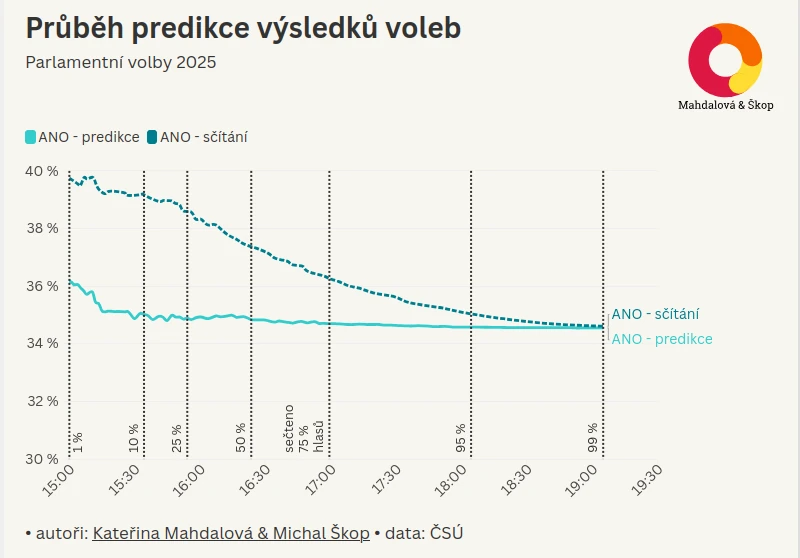 Průběh predikce výsledků voleb
Parlamentní volby 2025
Mahdalová & Škop
ANO - predikce ANO - sčítání
40 %
38 %
36 %
34 %
32 %
30 %
ANO - sčítání
ANO - predikce
1 %
10 %
25 %
50 %
sečteno
75 %
hlasů
95 %
99 %
15:00 15:30 16:00 16:30 17:00 17:30 18:00 18:30 19:00 19:30
• autoři: Kateřina Mahdalová & Michal Škop • data: ČSÚ